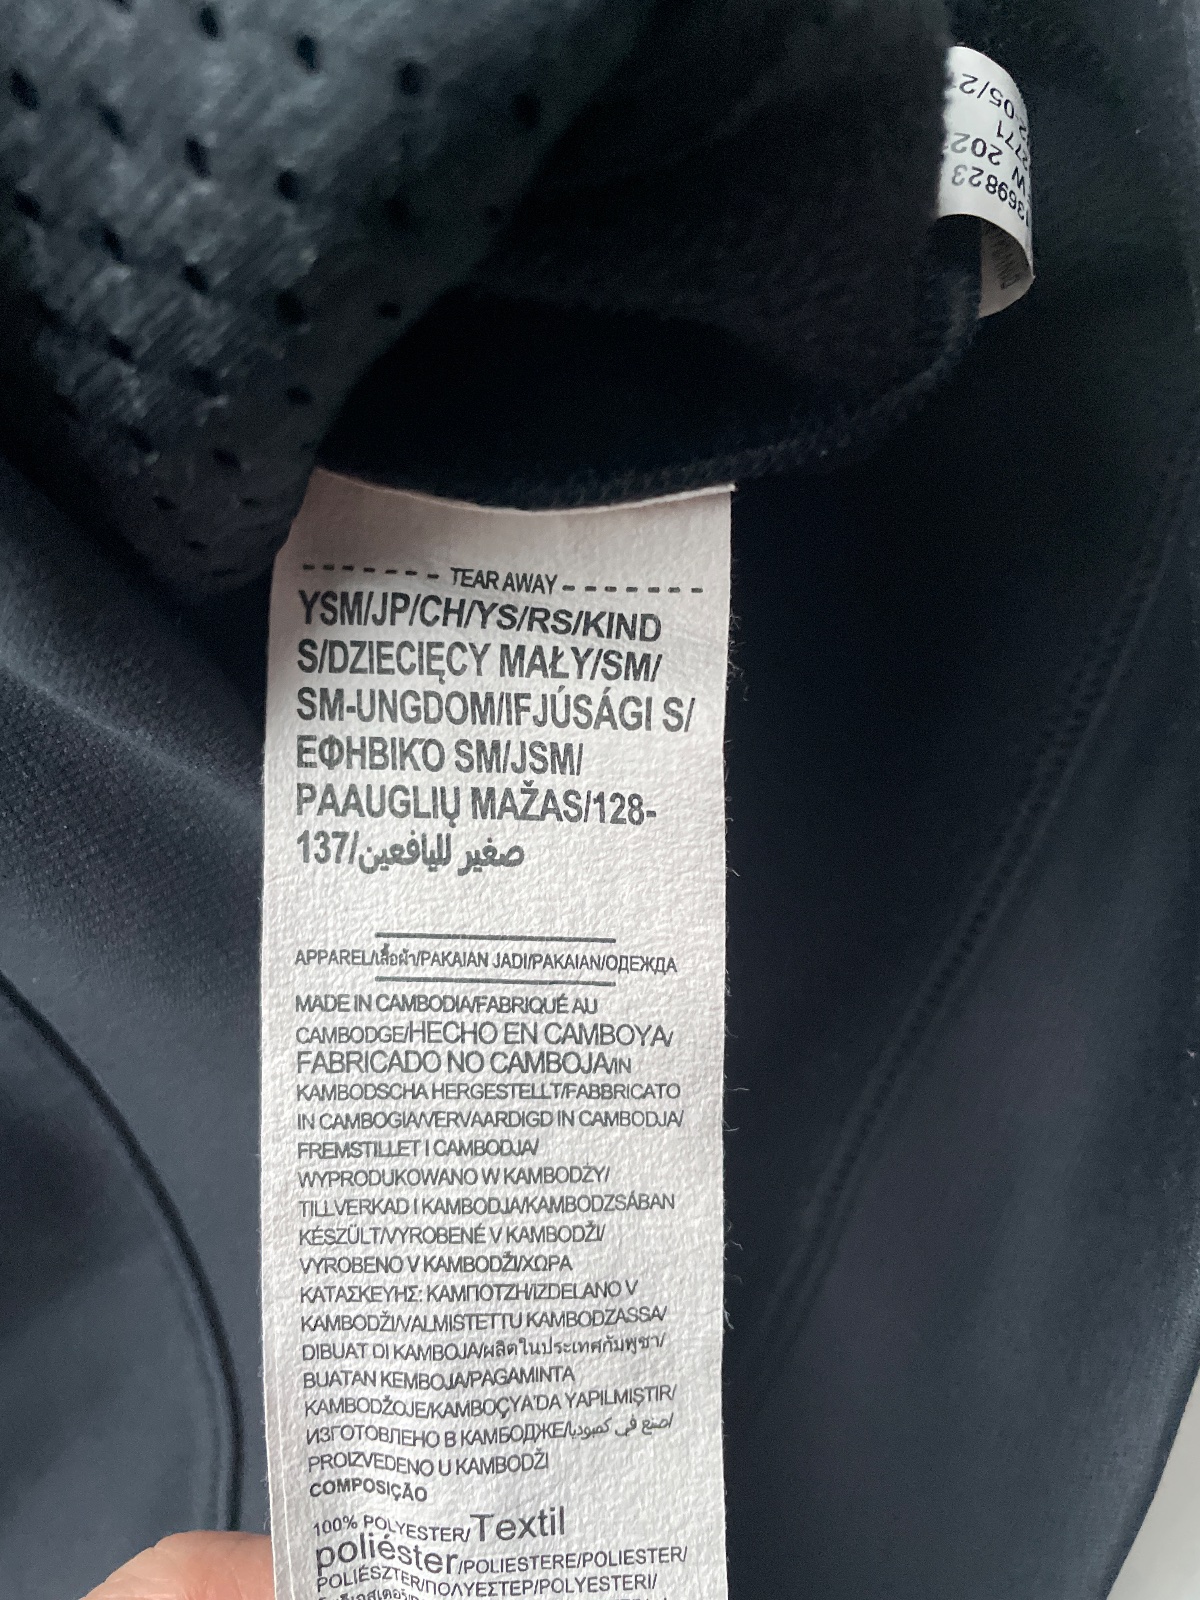 1369823
TEAR AWAY
YSM/JP/CH/YS/RS/KIND
S/DZIECIĘCY MAŁY/SM/
SM-UNGDOM/IFJÚSÁGI S/
ΕΦΗΒΙΚΌ SM/JSM/
PAAUGLIŲ MAŽAS/128-
137/صغير لليافعين
APPAREL/เสื้อผ้า/PAKAIAN JADI/PAKAIAN/ОДЕЖДА
MADE IN CAMBODIA/FABRIQUÉ AU
CAMBODGE/HECHO EN CAMBOYA/
FABRICADO NO CAMBOJA/IN
KAMBODSCHA HERGESTELLT/FABBRICATO
IN CAMBOGIA/VERVAARDIGD IN CAMBODJA/
FREMSTILLET I CAMBODJA/
WYPRODUKOWANO W KAMBODŻY/
TILLVERKAD I KAMBODJA/KAMBODZSÁBAN
KÉSZÜLT/VYROBENÉ V KAMBODŽI/
VYROBENO V KAMBODŽI/ΧΩΡΑ
ΚΑΤΑΣΚΕΥΗΣ: ΚΑΜΠΟΤΖΗ/IZDELANO V
KAMBODŽI/VALMISTETTU KAMBODZASSA/
DIBUAT DI KAMBOJA/ผลิตในประเทศกัมพูชา/
BUATAN KEMBOJA/PAGAMINTA
KAMBODŽOJE/KAMBOÇYA'DA YAPILMIŞTIR/
ИЗГОТОВЛЕНО В КАМБОДЖЕ/صنع في كمبوديا/
PROIZVEDENO U KAMBODŽI
COMPOSIÇÃO
100% POLYESTER/Textil
poliéster/POLIESTERE/POLIESTER/
POLIÉSZTER/ΠΟΛΥΕΣΤΕΡ/POLYESTERI/